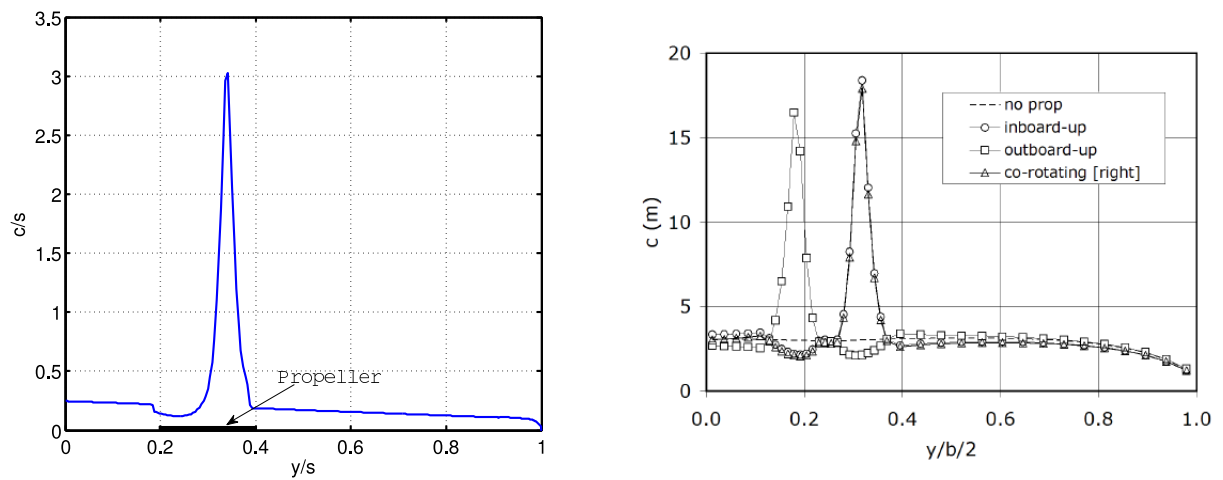 3.5
3
2.5
2
1.5
1
0.5
0
c/s
Propeller
0 0.2 0.4 0.6 0.8 1
y/s
20
15
10
5
0
c (m)
no prop
inboard-up
outboard-up
co-rotating [right]
0.0 0.2 0.4 0.6 0.8 1.0
y/b/2